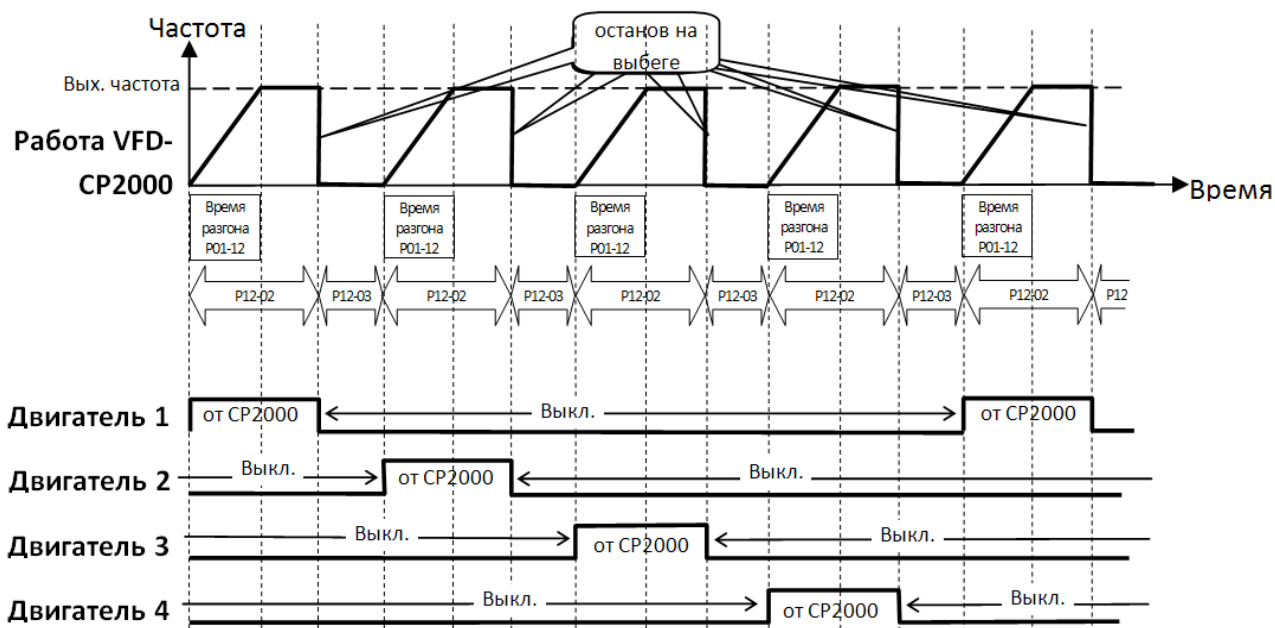 Частота
останов на
выбеге
Вых. частота
Работа VFD-
CP2000
Время
Время
разгона
P01-12
Время
разгона
P01-12
Время
разгона
P01-12
Время
разгона
P01-12
Время
разгона
P01-12
P12-02 P12-03 P12-02 P12-03 P12-02 P12-03 P12-02 P12-03 P12-02 P12
Двигатель 1 от CP2000 Выкл. от CP2000
Двигатель 2 Выкл. от CP2000 Выкл.
Двигатель 3 Выкл. от CP2000 Выкл.
Двигатель 4 Выкл. от CP2000 Выкл.